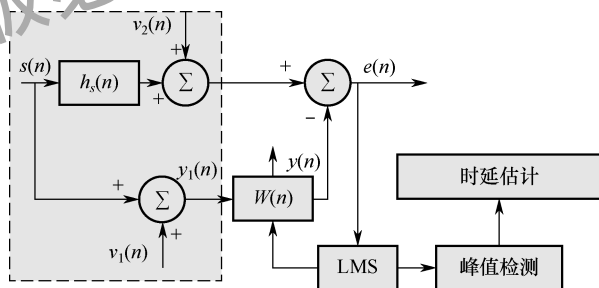 v₂(n)
+
s(n)
hₛ(n)
+
Σ
+
Σ
e(n)
−
+
Σ
y₁(n)
W(n)
y(n)
时延估计
v₁(n)
+
LMS
峰值检测